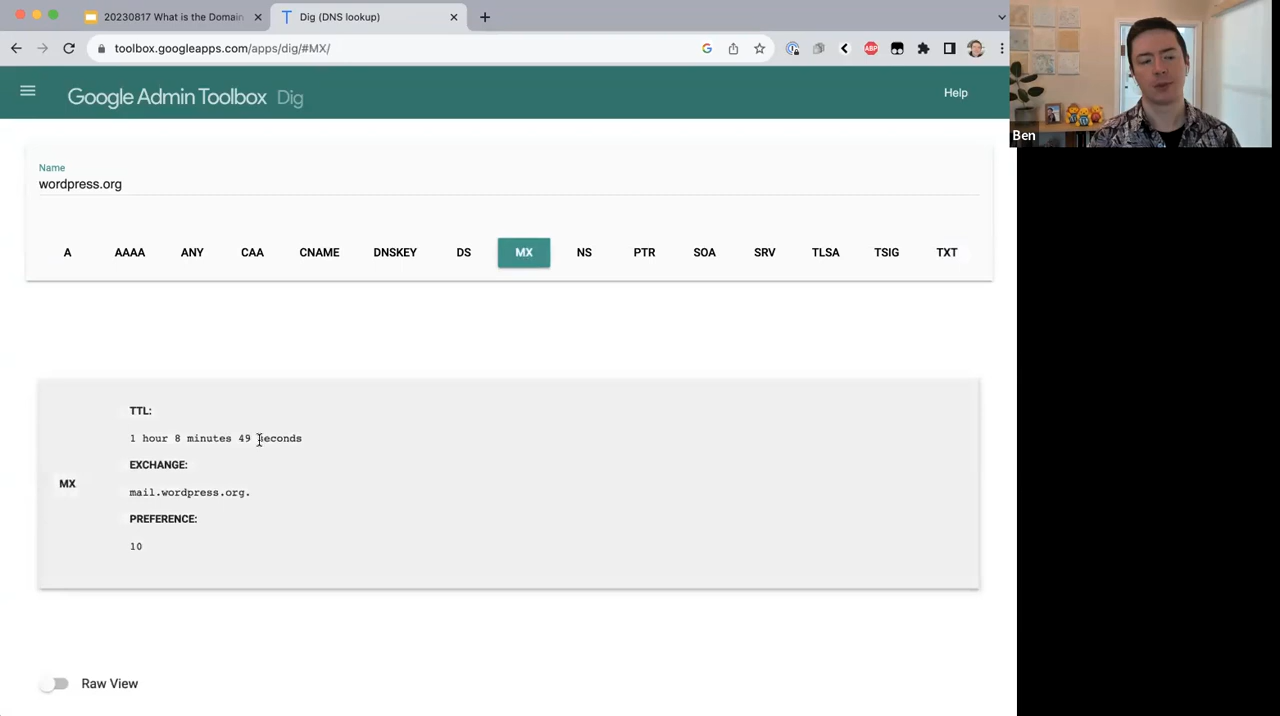 20230817 What is the Domain
Dig (DNS lookup)
toolbox.googleapps.com/apps/dig/#MX/
ABP
Google Admin Toolbox Dig
Help
Ben
Name
wordpress.org
A AAAA ANY CAA CNAME DNSKEY DS MX NS PTR SOA SRV TLSA TSIG TXT
TTL:
1 hour 8 minutes 49 seconds
EXCHANGE:
MX
mail.wordpress.org.
PREFERENCE:
10
Raw View